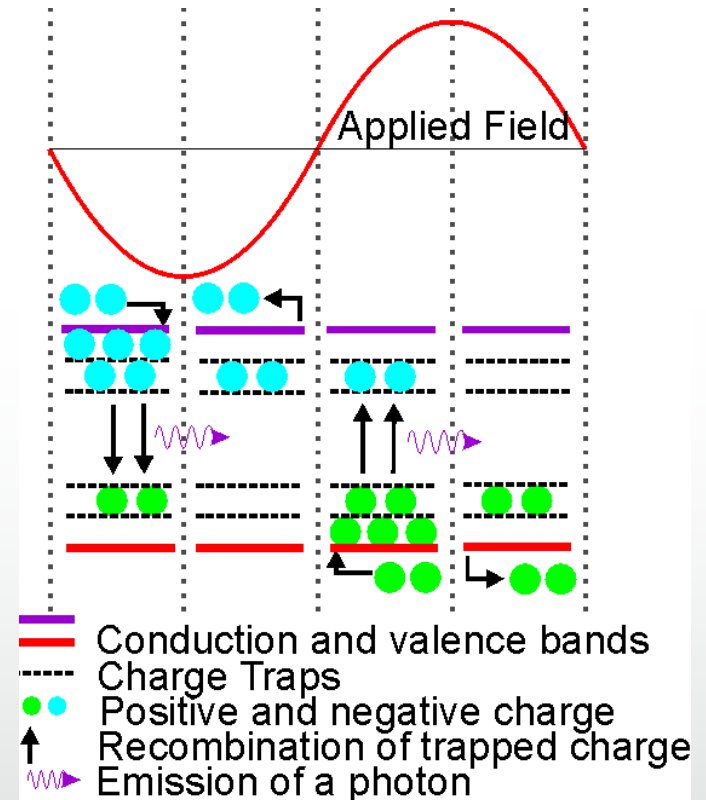 Applied Field
Conduction and valence bands
Charge Traps
Positive and negative charge
Recombination of trapped charge
Emission of a photon